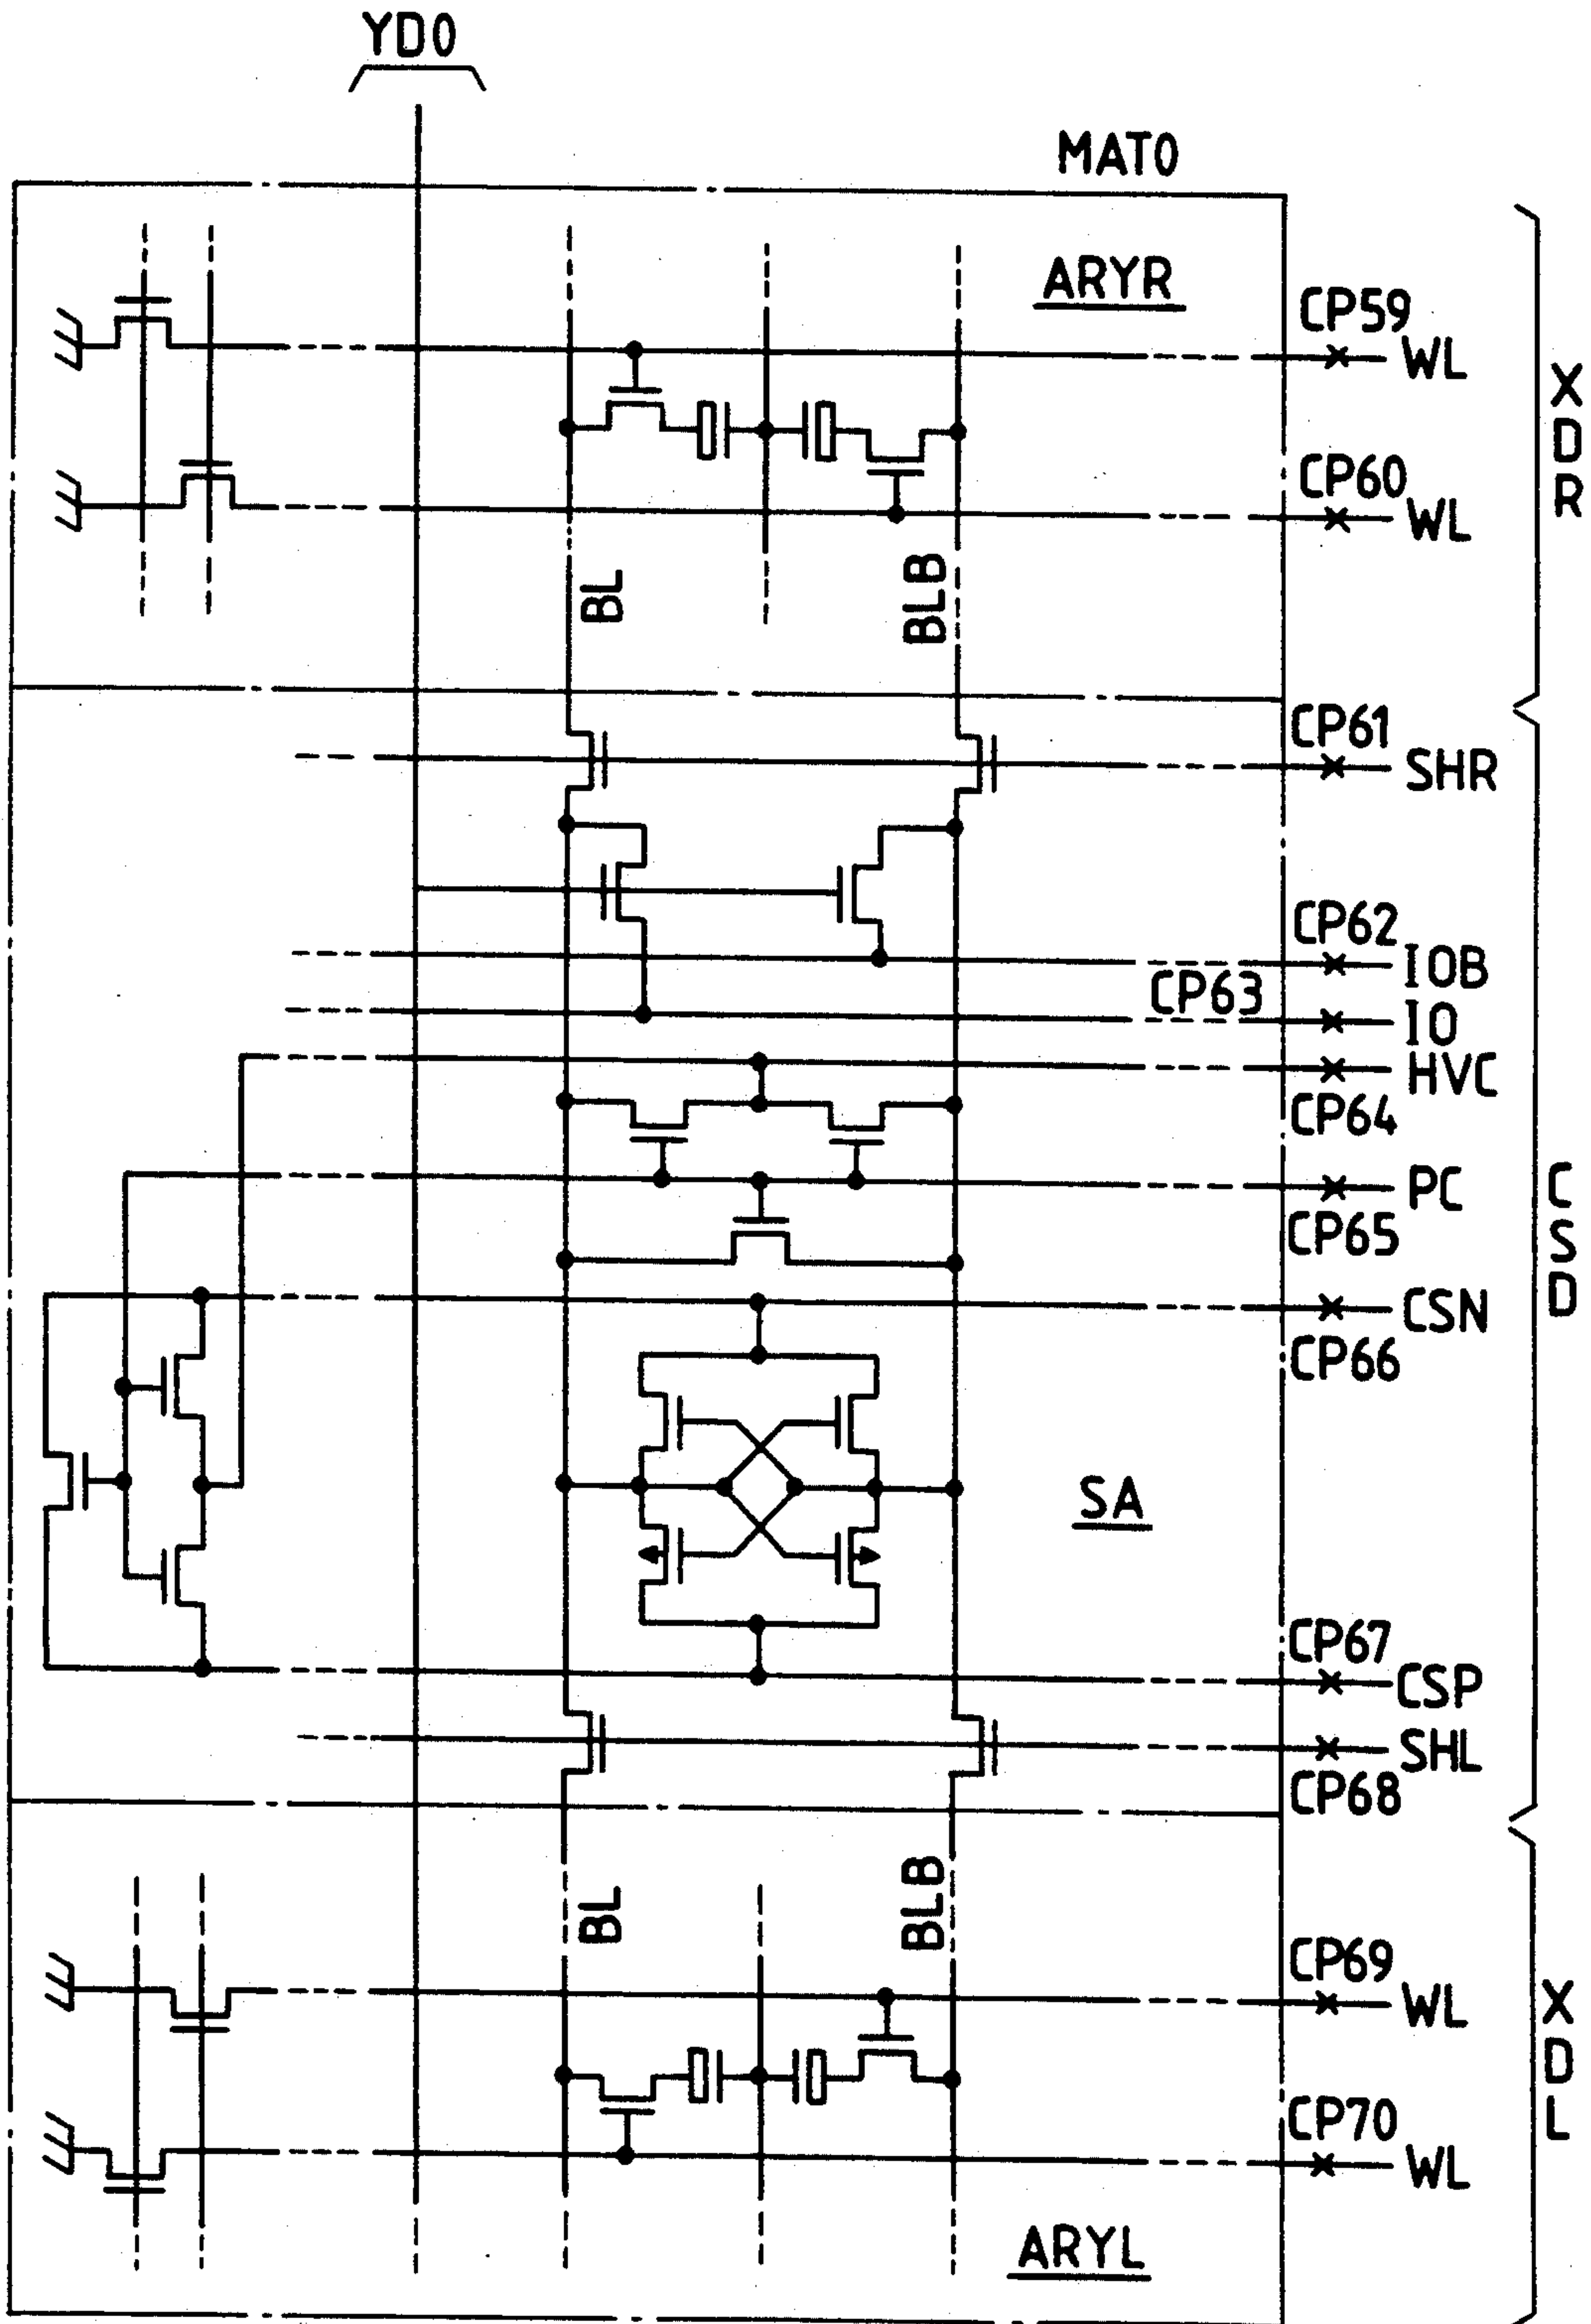 YD0
MAT0
ARYR
CP59
WL
XDR
CP60
WL
BL
BLB
CP61
SHR
CP62
IOB
CP63
IO
HVC
CP64
PC
CP65
CSD
CSN
CP66
SA
CP67
CSP
SHL
CP68
BL
BLB
CP69
WL
XDL
CP70
WL
ARYL